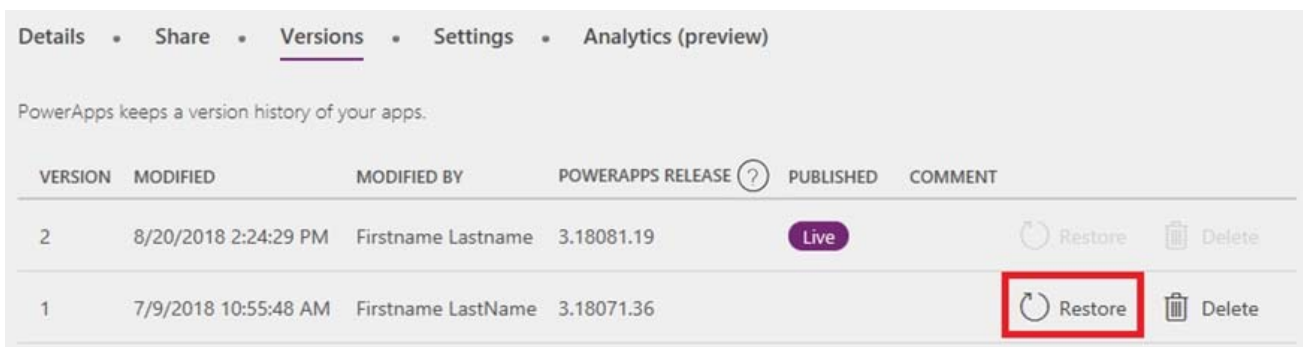 Details • Share • Versions • Settings • Analytics (preview)
PowerApps keeps a version history of your apps.
VERSION MODIFIED MODIFIED BY POWERAPPS RELEASE ? PUBLISHED COMMENT
2 8/20/2018 2:24:29 PM Firstname Lastname 3.18081.19 Live Restore Delete
1 7/9/2018 10:55:48 AM Firstname LastName 3.18071.36 Restore Delete